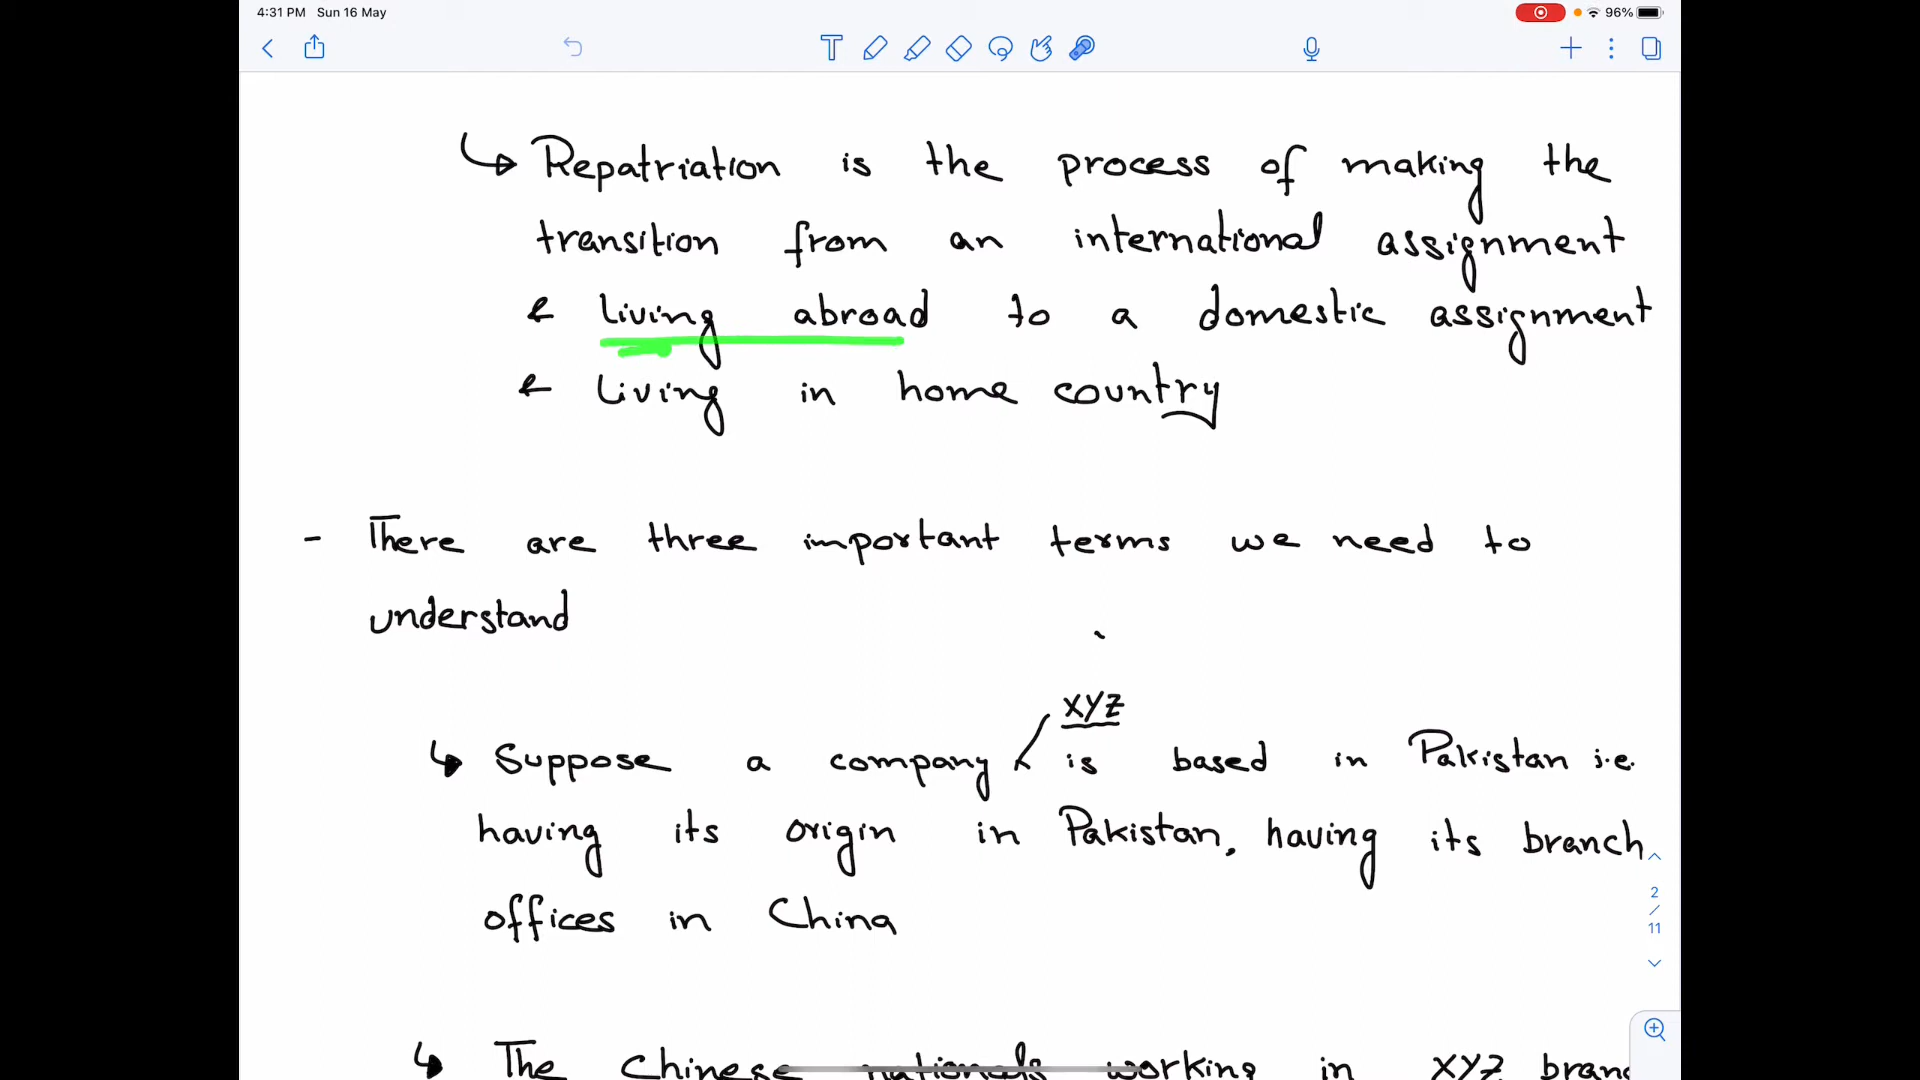 4:31 PM Sun 16 May
96%
T
↳ Repatriation is the process of making the
transition from an international assignment
& living abroad to a domestic assignment
& living in home country
- There are three important terms we need to
understand
XYZ
↳ Suppose a company is based in Pakistan i.e.
having its origin in Pakistan, having its branch
offices in China
2
/
11
↳ The Chinese nationals working in XYZ branc